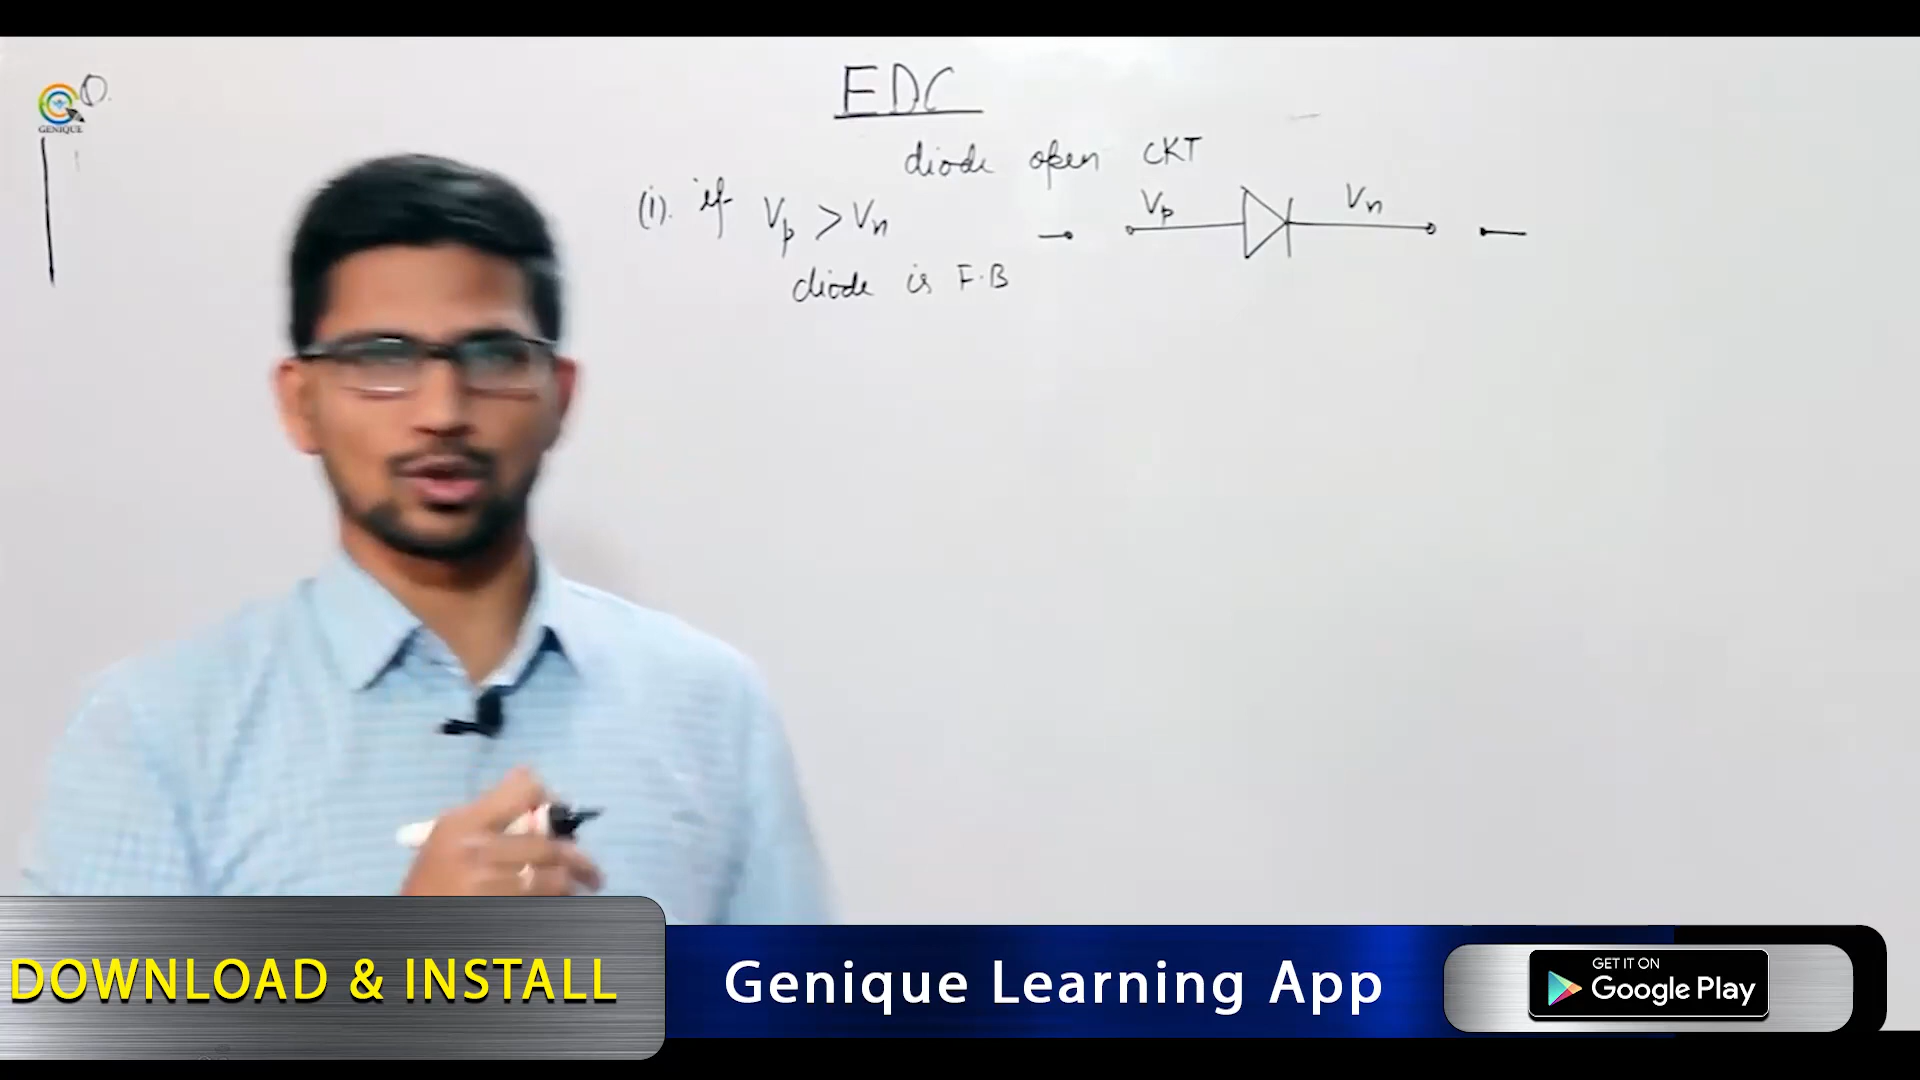 GENIQUE
EDC
diode open CKT
(i). if Vp > Vn
Vp Vn
diode is F.B
DOWNLOAD & INSTALL
Genique Learning App
GET IT ON
Google Play